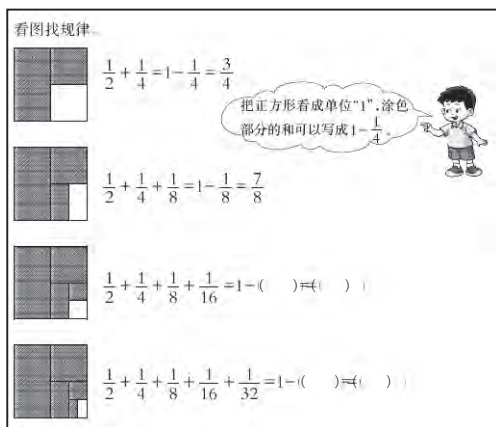 看图找规律
1/2 + 1/4 = 1 - 1/4 = 3/4
把正方形看成单位“1”,涂色
部分的和可以写成1 - 1/4。
1/2 + 1/4 + 1/8 = 1 - 1/8 = 7/8
1/2 + 1/4 + 1/8 + 1/16 = 1 - (  ) = (  )
1/2 + 1/4 + 1/8 + 1/16 + 1/32 = 1 - (  ) = (  )